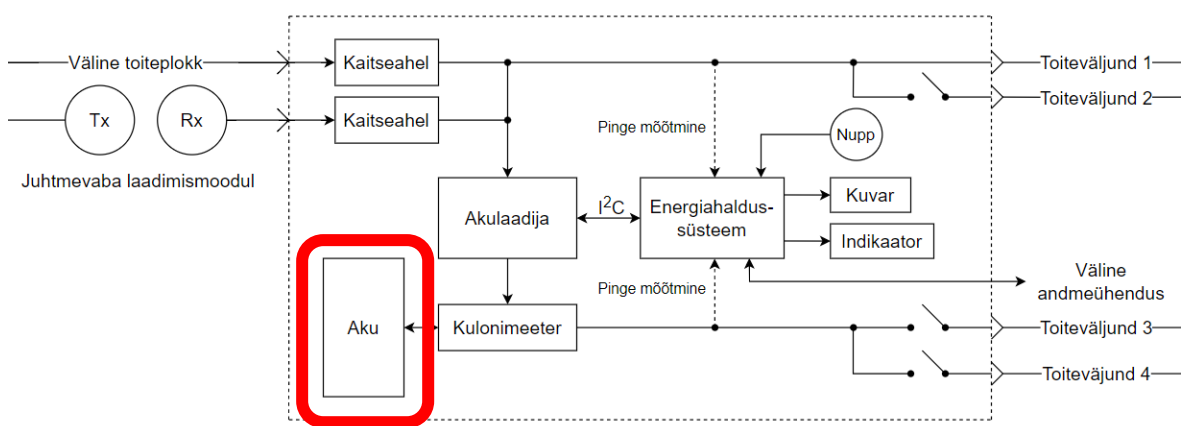 Väline toiteplokk
Kaitseahel
Toiteväljund 1
Tx
Rx
Kaitseahel
Toiteväljund 2
Juhtmevaba laadimismoodul
Pinge mõõtmine
Nupp
Akulaadija
I²C
Energiahaldus-
süsteem
Kuvar
Indikaator
Pinge mõõtmine
Väline
andmeühendus
Aku
Kulonimeeter
Toiteväljund 3
Toiteväjund 4